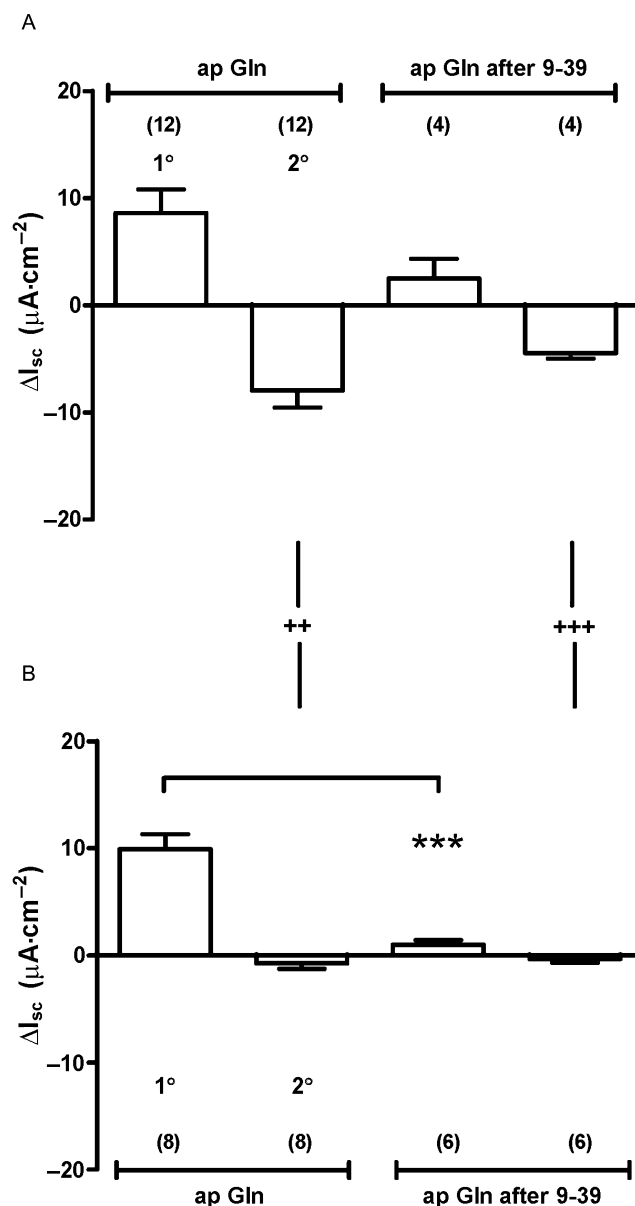 A
ap Gln ap Gln after 9-39
(12) (12) (4) (4)
1° 2°
20
10
0
−10
−20
ΔIsc (μA·cm−2)
++ +++
B
20
10
0
−10
−20
ΔIsc (μA·cm−2)
***
1° 2°
(8) (8) (6) (6)
ap Gln ap Gln after 9-39